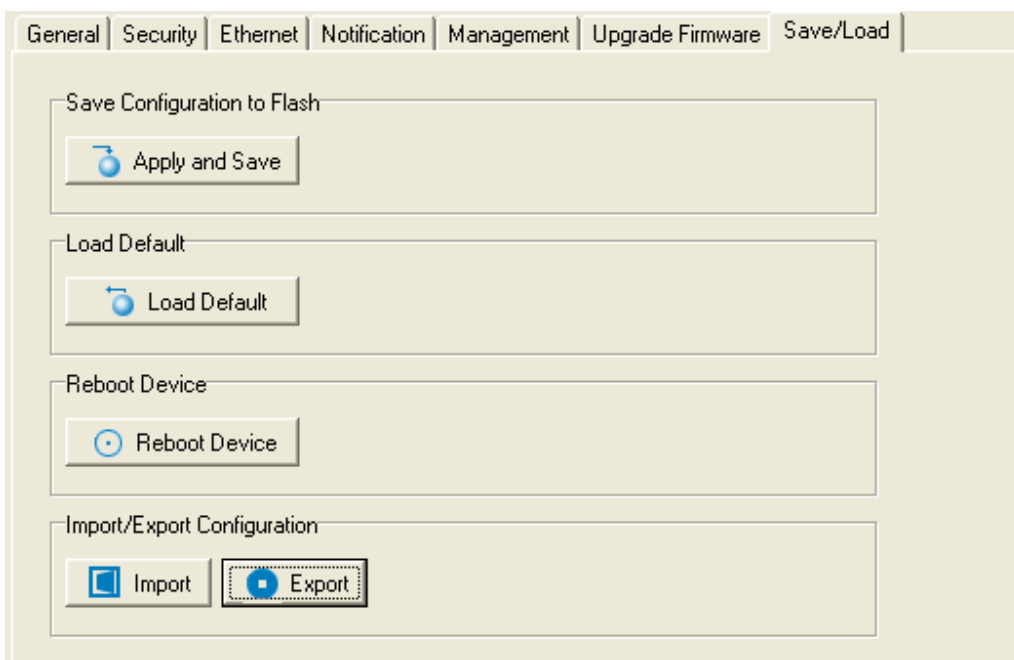 General Security Ethernet Notification Management Upgrade Firmware Save/Load
Save Configuration to Flash
Apply and Save
Load Default
Load Default
Reboot Device
Reboot Device
Import/Export Configuration
Import Export